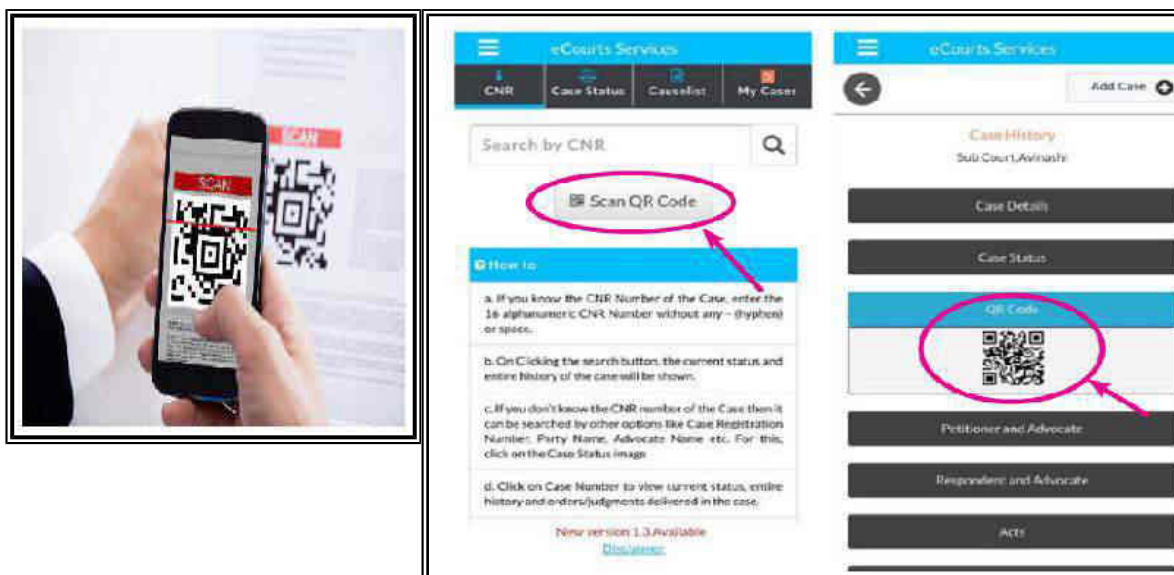 SCAN
SCAN
eCourts Services
CNR
Case Status
Causelist
My Cases
Search by CNR
Scan QR Code
How to
a. If you know the CNR Number of the Case, enter the
16 alphanumeric CNR Number without any – (hyphen)
or space.
b. On Clicking the search button, the current status and
entire history of the case will be shown.
c. If you don't know the CNR number of the Case then it
can be searched by other options like Case Registration
Number, Party Name, Advocate Name etc. For this,
click on the Case Status image
d. Click on Case Number to view current status, entire
history and orders/judgments delivered in the case.
New version 1.3 Available
Disclaimer
eCourts Services
Add Case
Case History
Sub Court, Avinashi
Case Details
Case Status
QR Code
Petitioner and Advocate
Respondent and Advocate
Acts